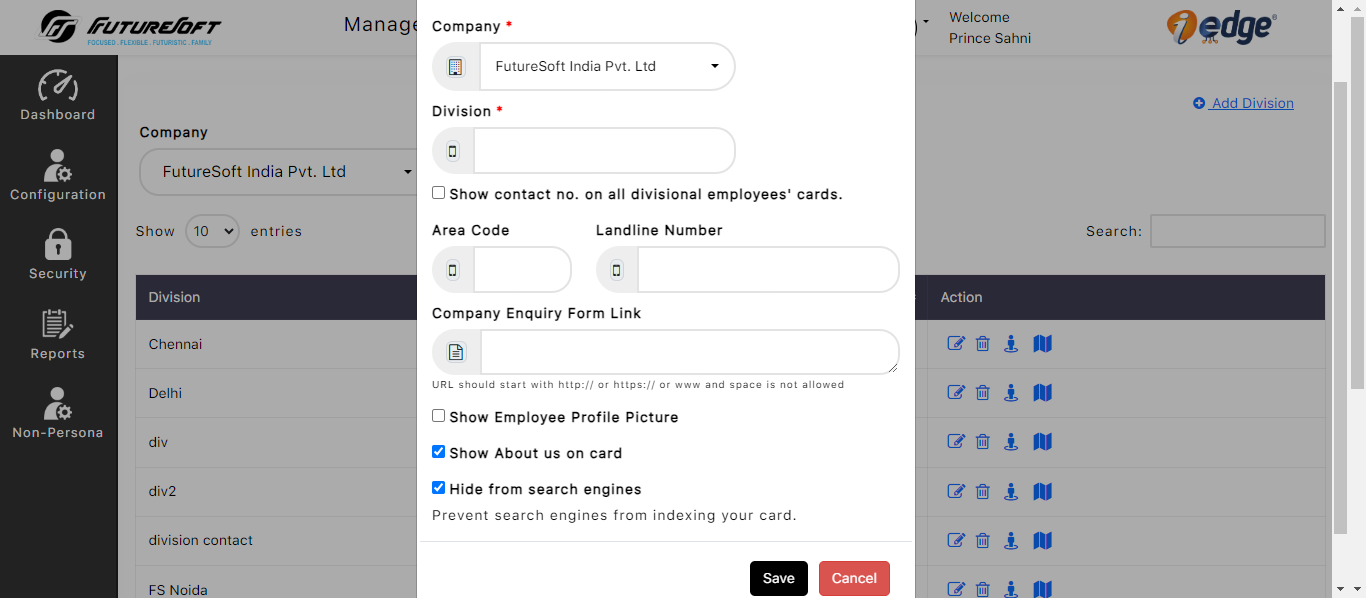 FUTURESOFT
FOCUSED . FLEXIBLE . FUTURISTIC . FAMILY
Manage
Welcome
Prince Sahni
iedge
Dashboard
Configuration
Security
Reports
Non-Persona
Add Division
Company
FutureSoft India Pvt. Ltd
Show 10 entries
Search:
Division
Action
Chennai
Delhi
div
div2
division contact
FS Noida
Company *
FutureSoft India Pvt. Ltd
Division *
Show contact no. on all divisional employees' cards.
Area Code
Landline Number
Company Enquiry Form Link
URL should start with http:// or https:// or www and space is not allowed
Show Employee Profile Picture
Show About us on card
Hide from search engines
Prevent search engines from indexing your card.
Save
Cancel